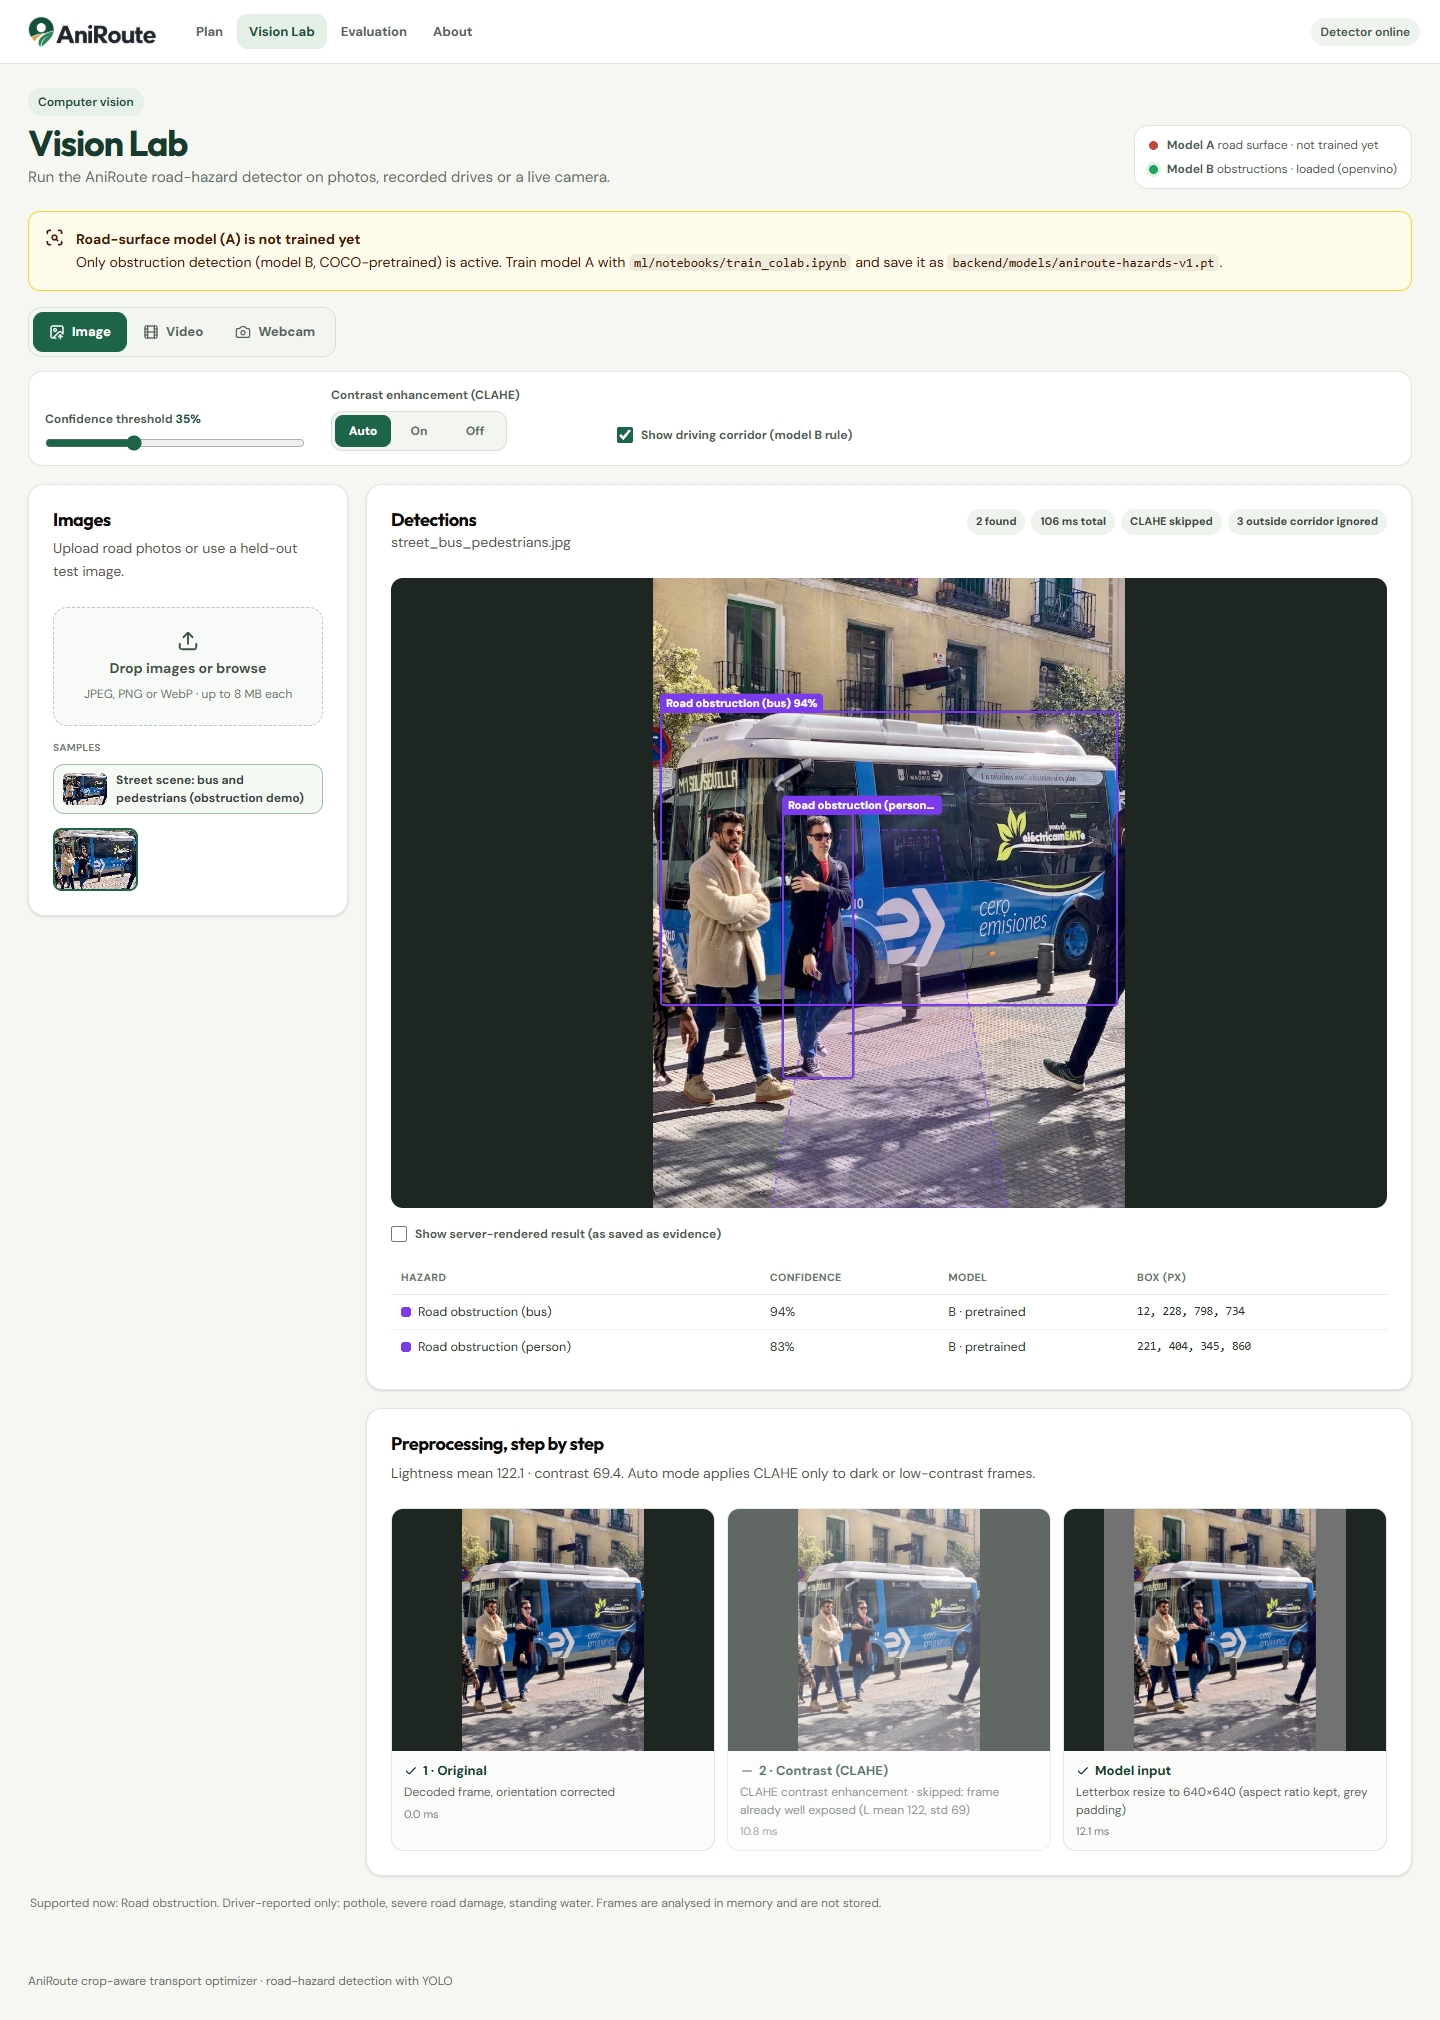 AniRoute
Plan
Vision Lab
Evaluation
About
Detector online
Computer vision
Vision Lab
Run the AniRoute road-hazard detector on photos, recorded drives or a live camera.
Model A road surface · not trained yet
Model B obstructions · loaded (openvino)
Road-surface model (A) is not trained yet
Only obstruction detection (model B, COCO-pretrained) is active. Train model A with ml/notebooks/train_colab.ipynb and save it as backend/models/aniroute-hazards-v1.pt.
Image
Video
Webcam
Confidence threshold 35%
Contrast enhancement (CLAHE)
Auto
On
Off
Show driving corridor (model B rule)
Images
Upload road photos or use a held-out
test image.
Drop images or browse
JPEG, PNG or WebP · up to 8 MB each
SAMPLES
Street scene: bus and
pedestrians (obstruction demo)
Detections
street_bus_pedestrians.jpg
2 found
106 ms total
CLAHE skipped
3 outside corridor ignored
Road obstruction (bus) 94%
Road obstruction (person...
M1 SOL/SEVILLA
eléctricamEMTe
cero
emisiones
Show server-rendered result (as saved as evidence)
HAZARD CONFIDENCE MODEL BOX (PX)
Road obstruction (bus) 94% B · pretrained 12, 228, 798, 734
Road obstruction (person) 83% B · pretrained 221, 404, 345, 860
Preprocessing, step by step
Lightness mean 122.1 · contrast 69.4. Auto mode applies CLAHE only to dark or low-contrast frames.
1 · Original
Decoded frame, orientation corrected
0.0 ms
2 · Contrast (CLAHE)
CLAHE contrast enhancement · skipped: frame
already well exposed (L mean 122, std 69)
10.8 ms
Model input
Letterbox resize to 640×640 (aspect ratio kept, grey
padding)
12.1 ms
Supported now: Road obstruction. Driver-reported only: pothole, severe road damage, standing water. Frames are analysed in memory and are not stored.
AniRoute crop-aware transport optimizer · road-hazard detection with YOLO